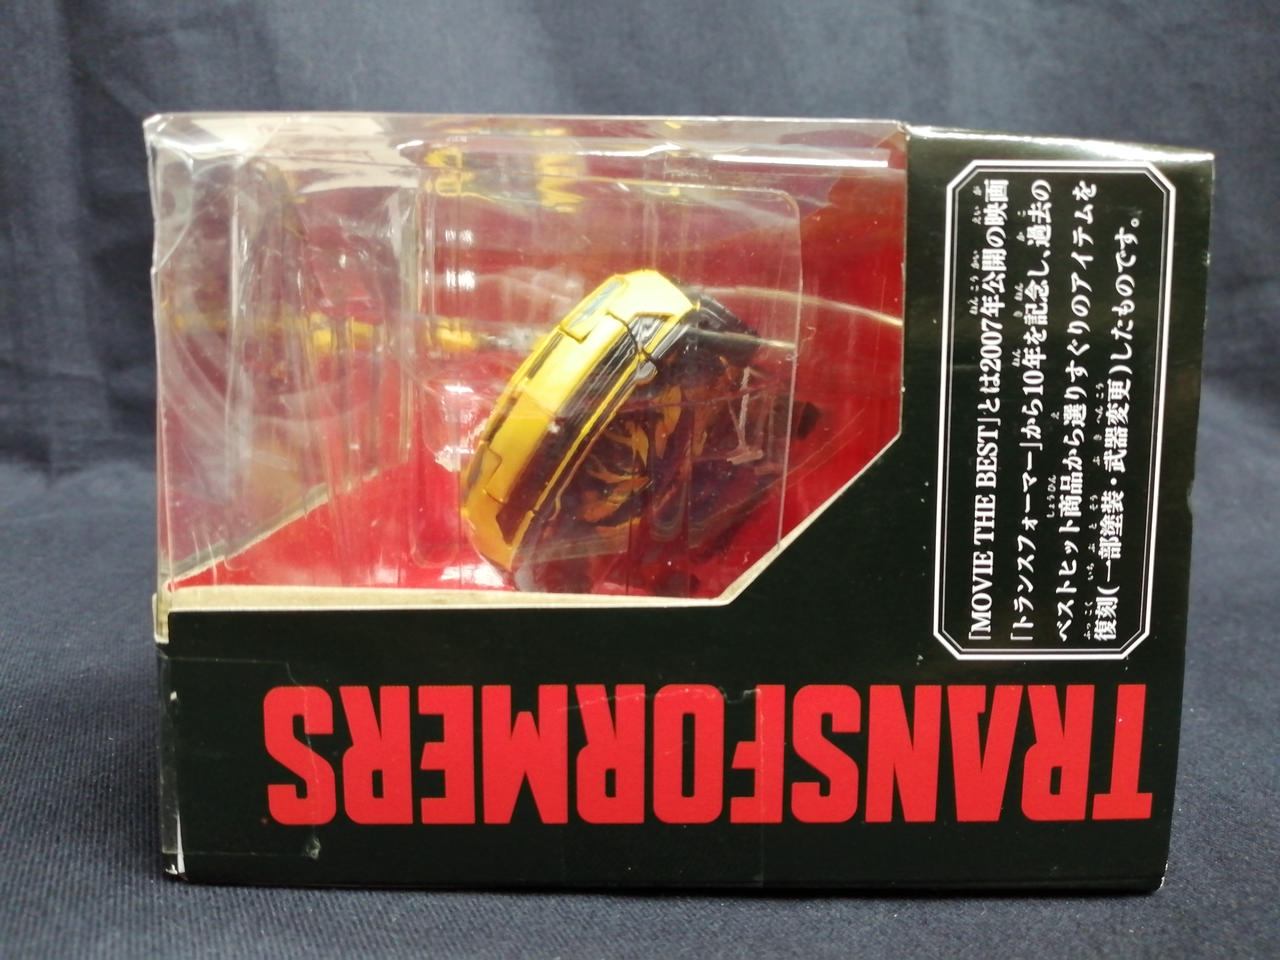 「MOVIE THE BEST」とは2007年公開の映画
「トランスフォーマー」から10年を記念し、過去の
ベストヒット商品から選りすぐりのアイテムを
復刻(一部塗装・武器変更)したものです。
TRANSFORMERS